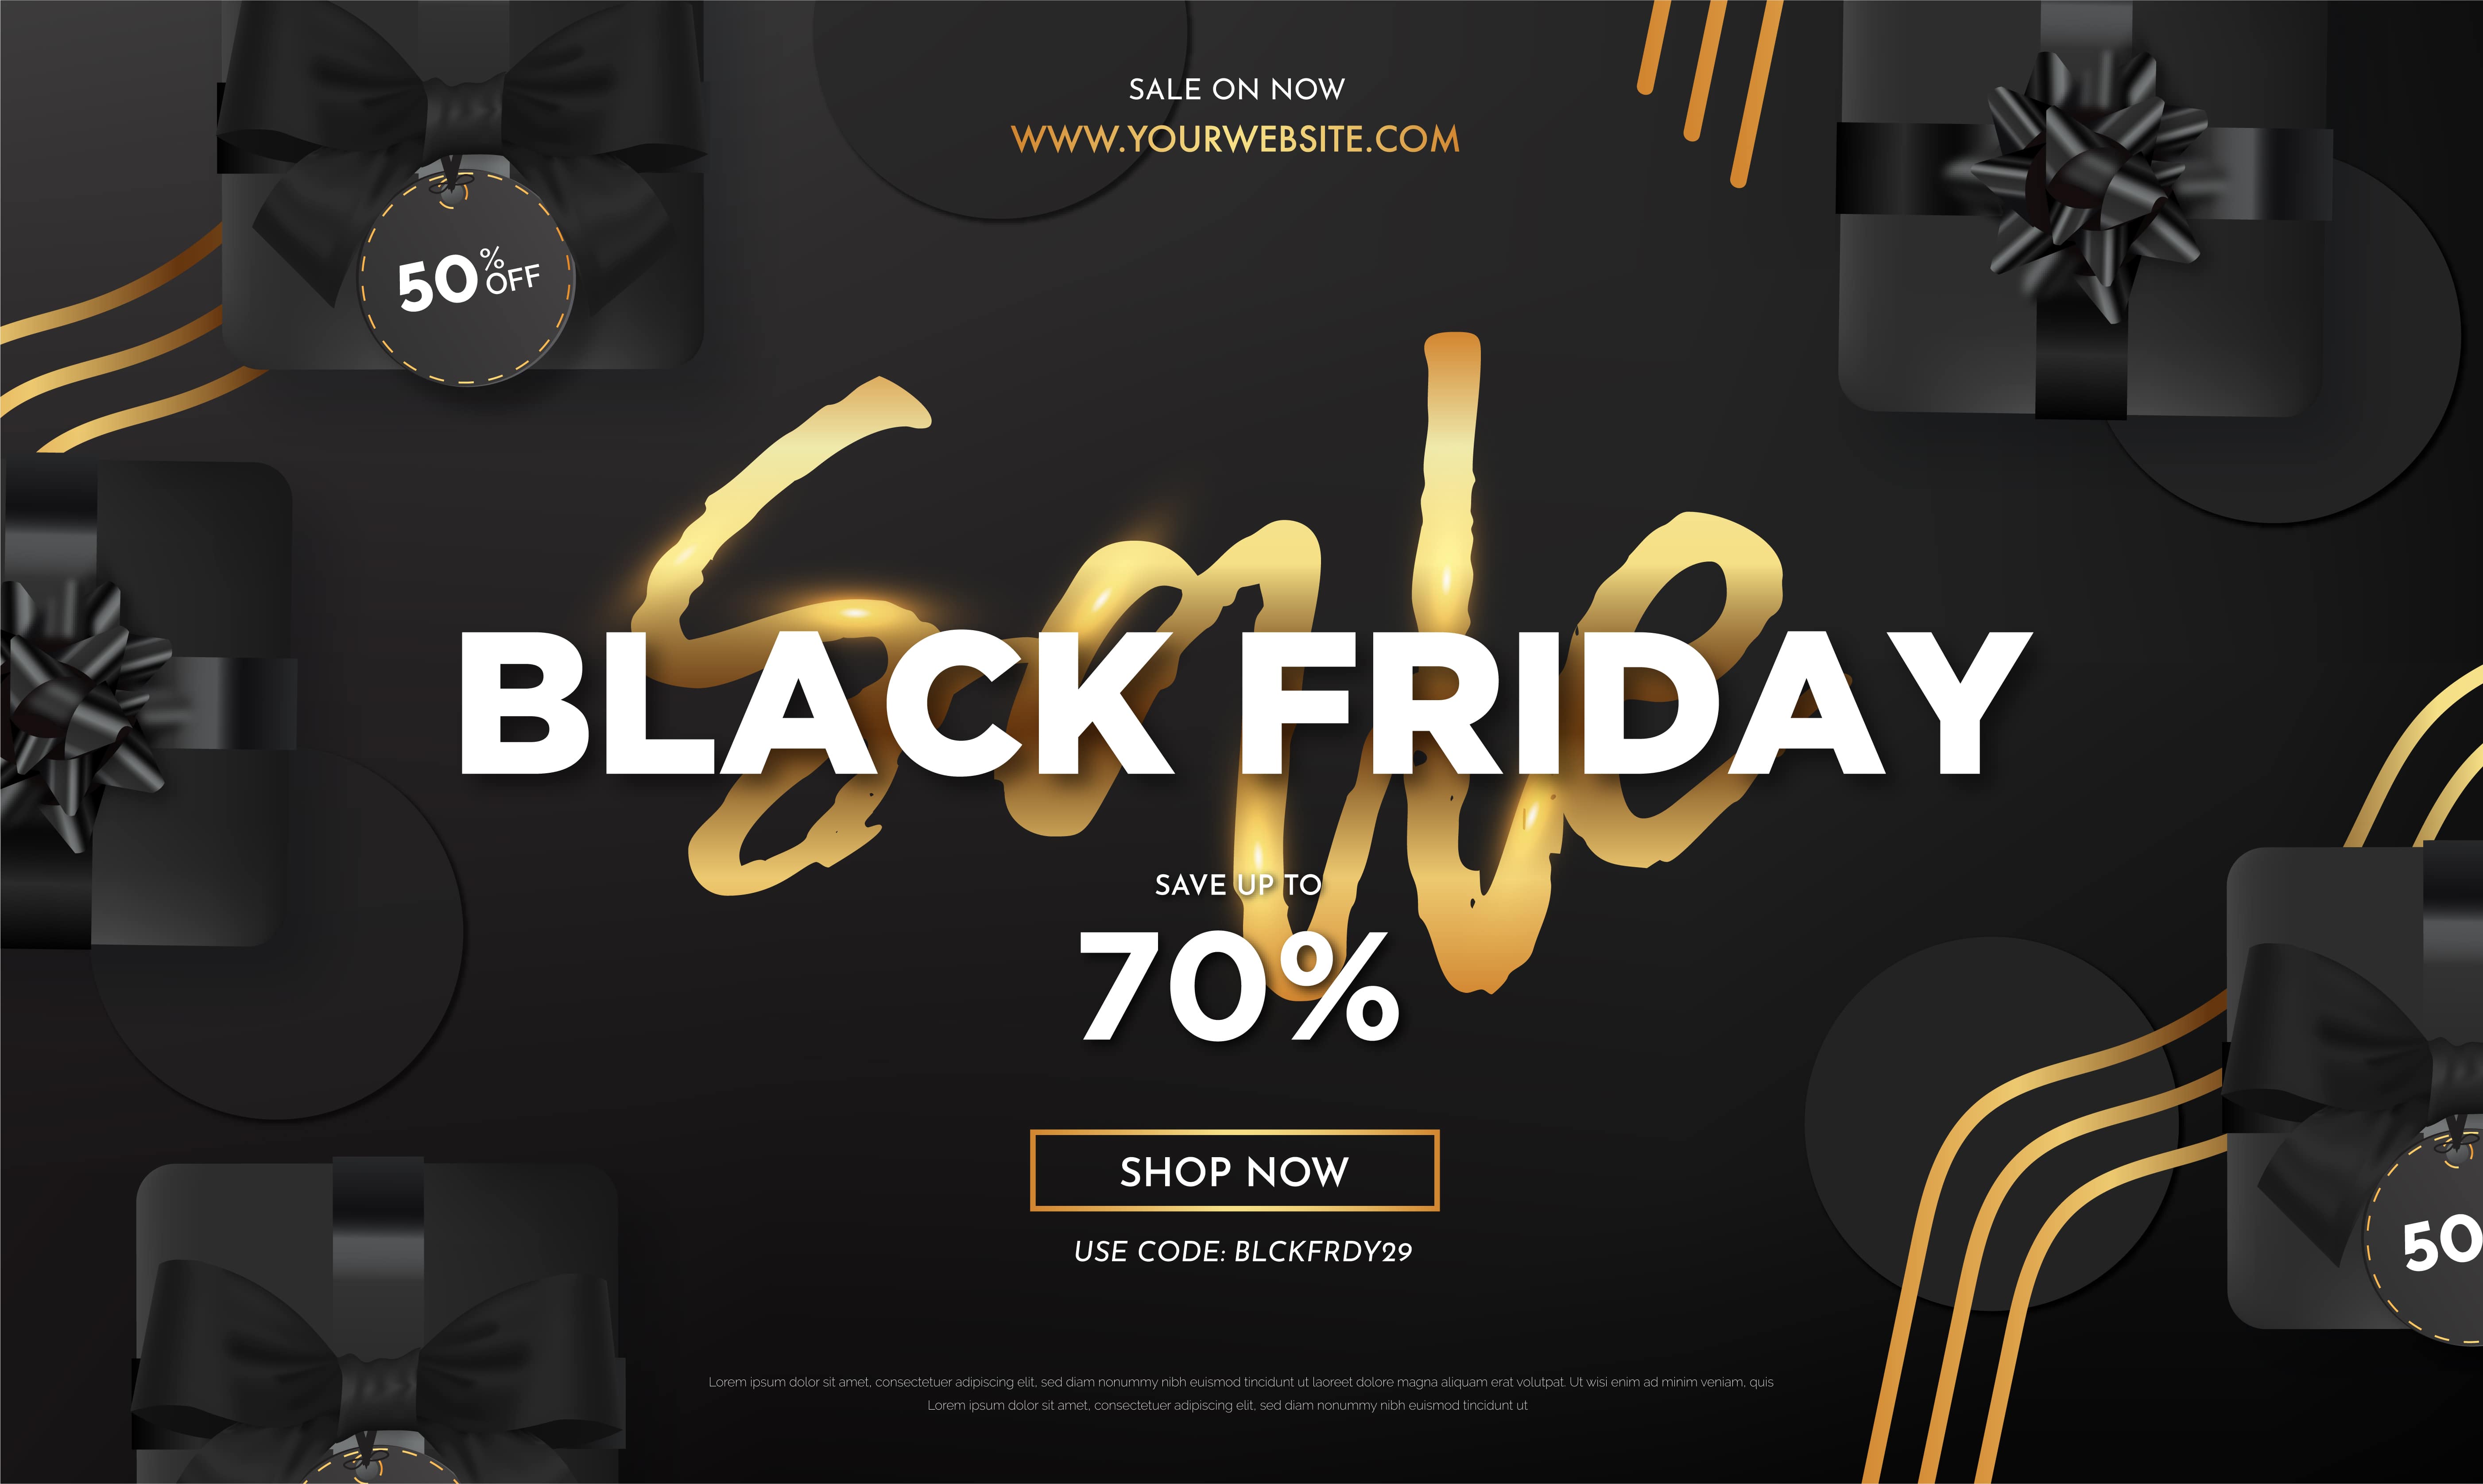 SALE ON NOW
WWW.YOURWEBSITE.COM
50% OFF
Sale
BLACK FRIDAY
SAVE UP TO
70%
SHOP NOW
USE CODE: BLCKFRDY29
50
Lorem ipsum dolor sit amet, consectetuer adipiscing elit, sed diam nonummy nibh euismod tincidunt ut laoreet dolore magna aliquam erat volutpat. Ut wisi enim ad minim veniam, quis
Lorem ipsum dolor sit amet, consectetuer adipiscing elit, sed diam nonummy nibh euismod tincidunt ut